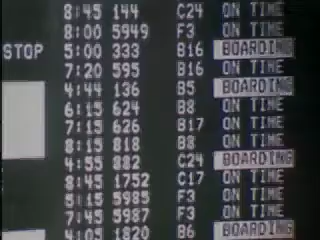 8:45 144 C24 ON TIME
8:00 5949 F3 ON TIME
STOP 5:00 333 B16 BOARDING
7:20 595 B16 ON TIME
4:44 136 B5 BOARDING
6:15 624 B8 ON TIME
7:15 626 B17 ON TIME
8:15 818 B8 ON TIME
4:55 882 C24 BOARDING
8:45 1752 C17 ON TIME
5:15 5985 F3 ON TIME
7:45 5987 F3 ON TIME
4:05 1820 B6 BOARDING